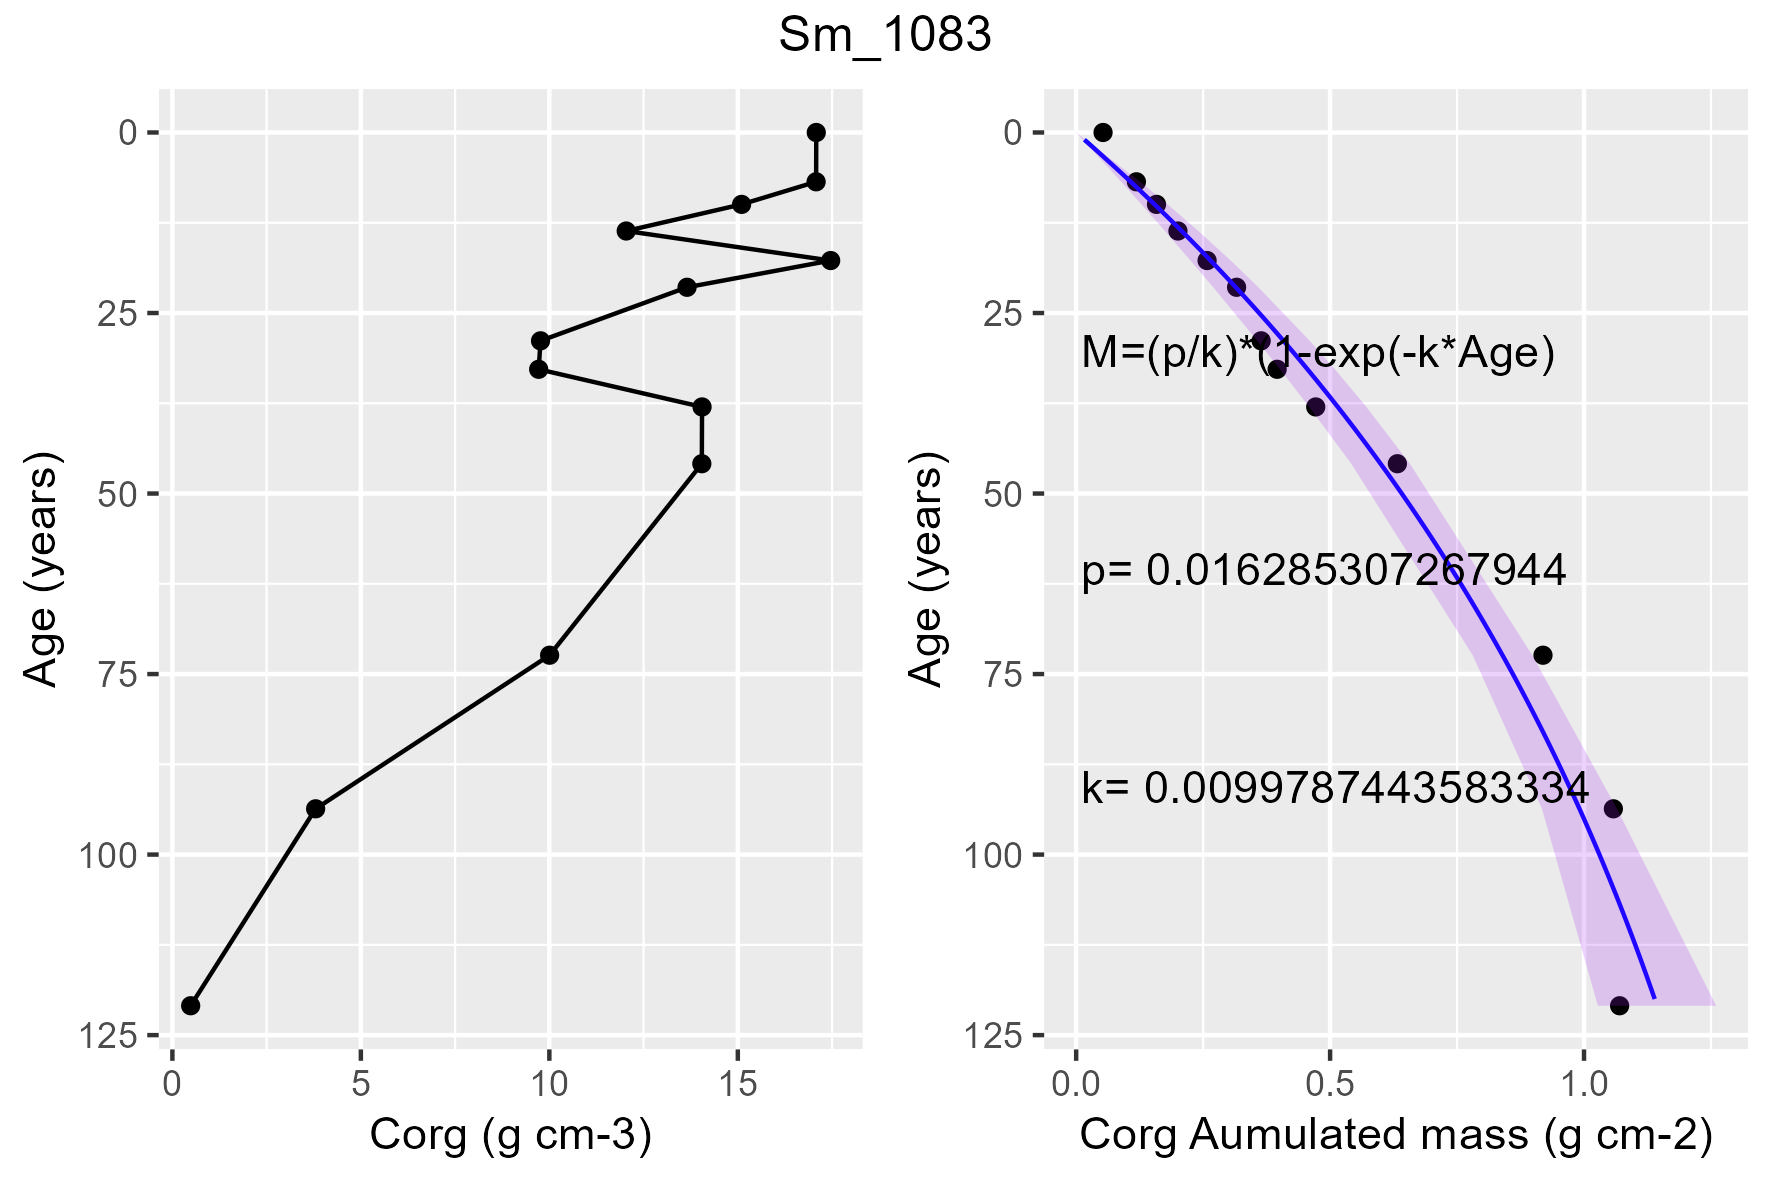 Sm_1083
0
25
50
75
100
125
Age (years)
0 5 10 15
Corg (g cm-3)
0
25
50
75
100
125
Age (years)
M=(p/k)*(1-exp(-k*Age)
p= 0.016285307267944
k= 0.0099787443583334
0.0 0.5 1.0
Corg Aumulated mass (g cm-2)